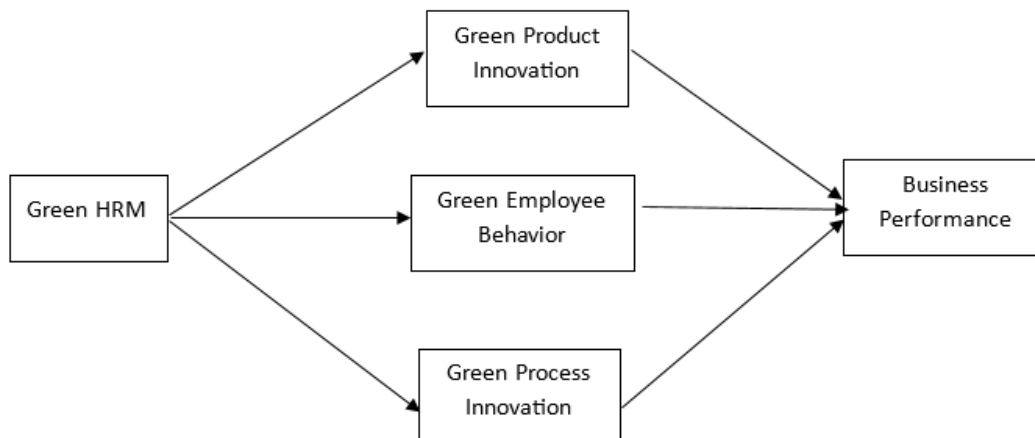 Green Product
Innovation
Green HRM
Green Employee
Behavior
Business
Performance
Green Process
Innovation